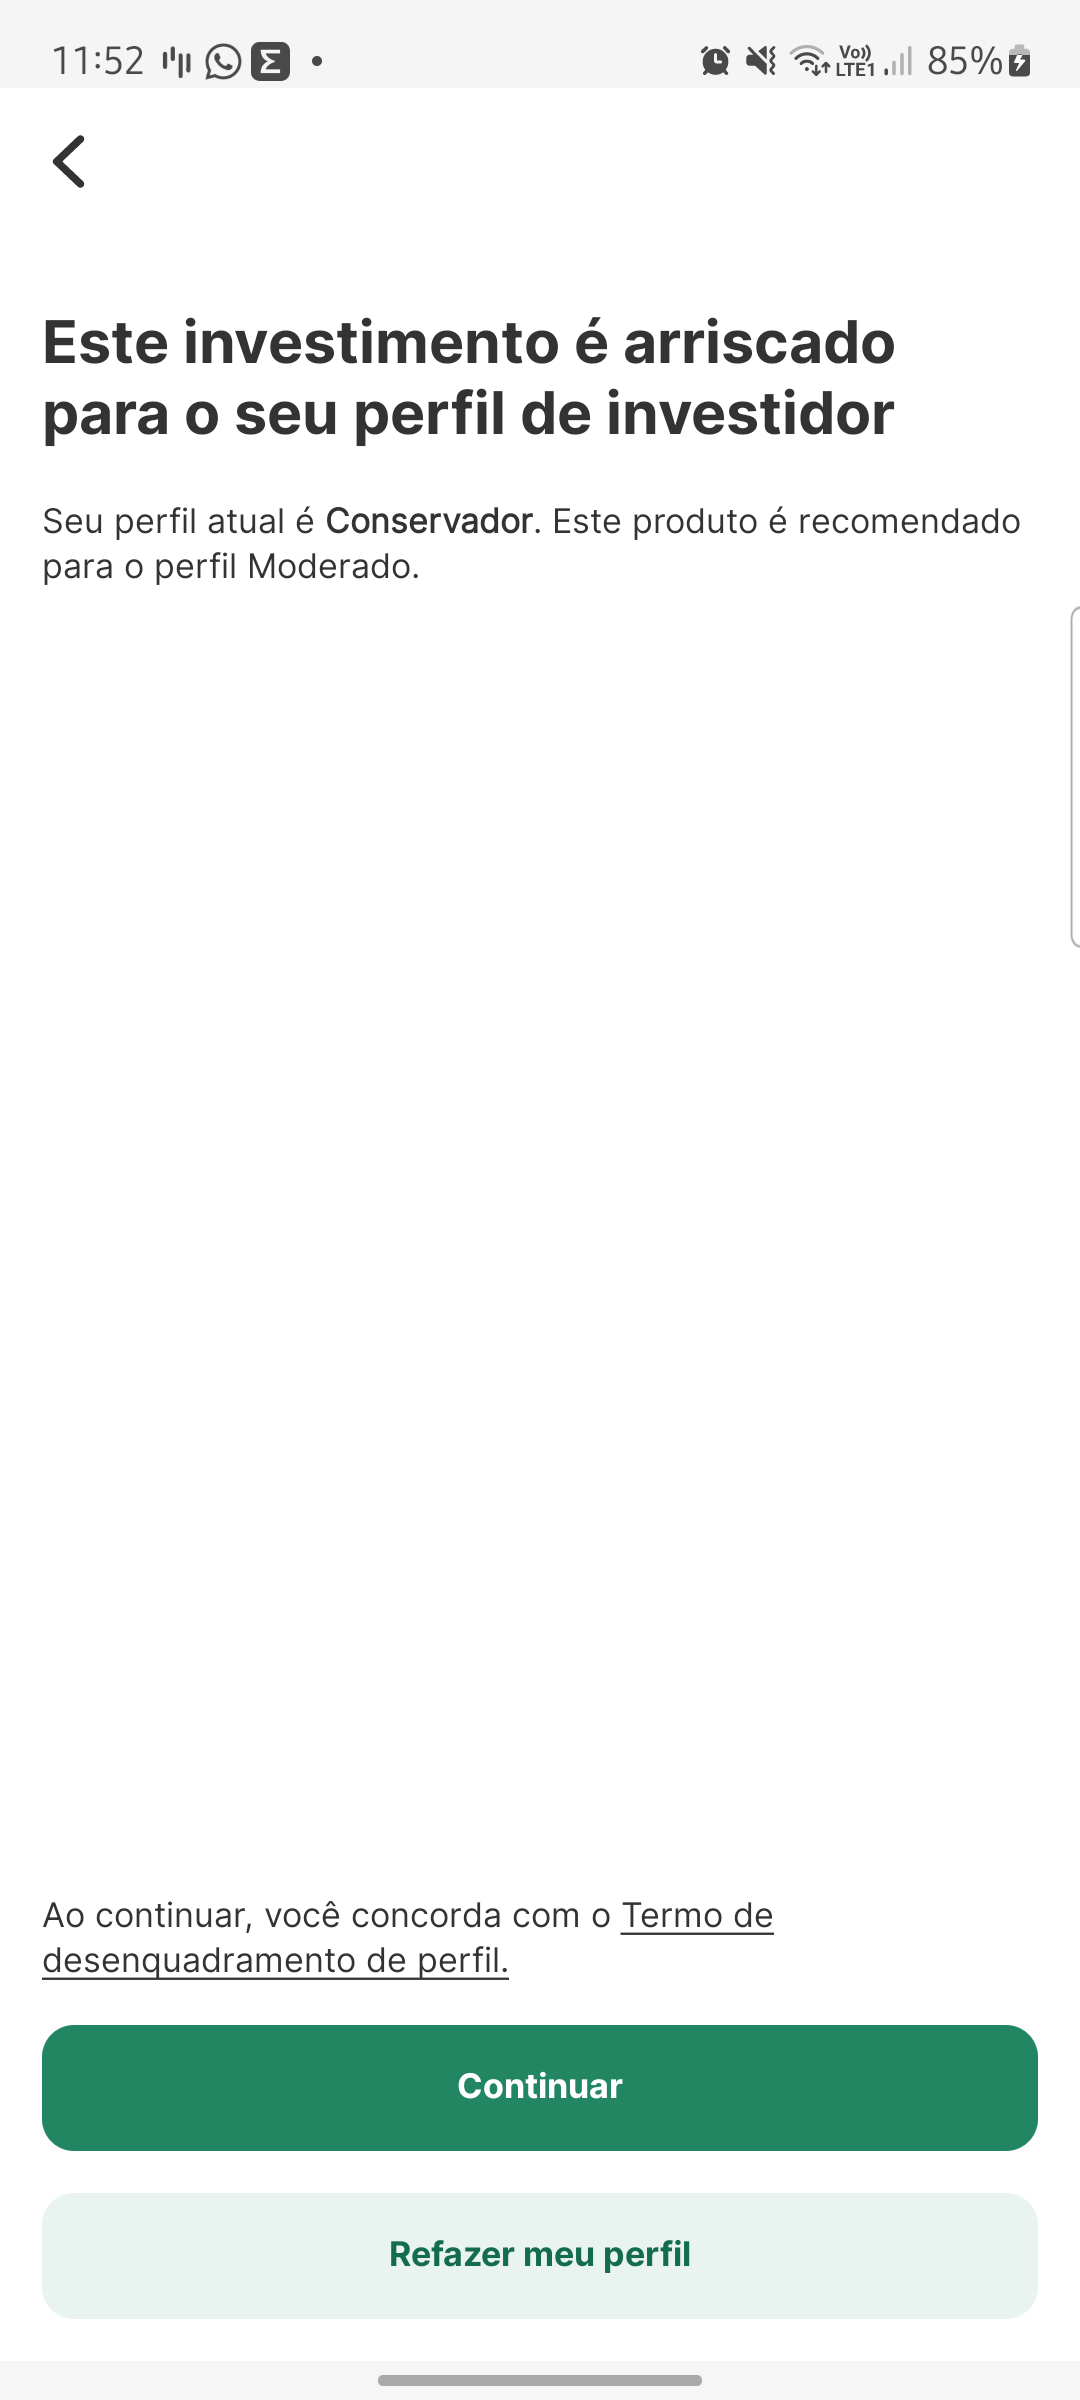 11:52
Vo)) LTE1 85%
Este investimento é arriscado
para o seu perfil de investidor
Seu perfil atual é Conservador. Este produto é recomendado
para o perfil Moderado.
Ao continuar, você concorda com o Termo de
desenquadramento de perfil.
Continuar
Refazer meu perfil